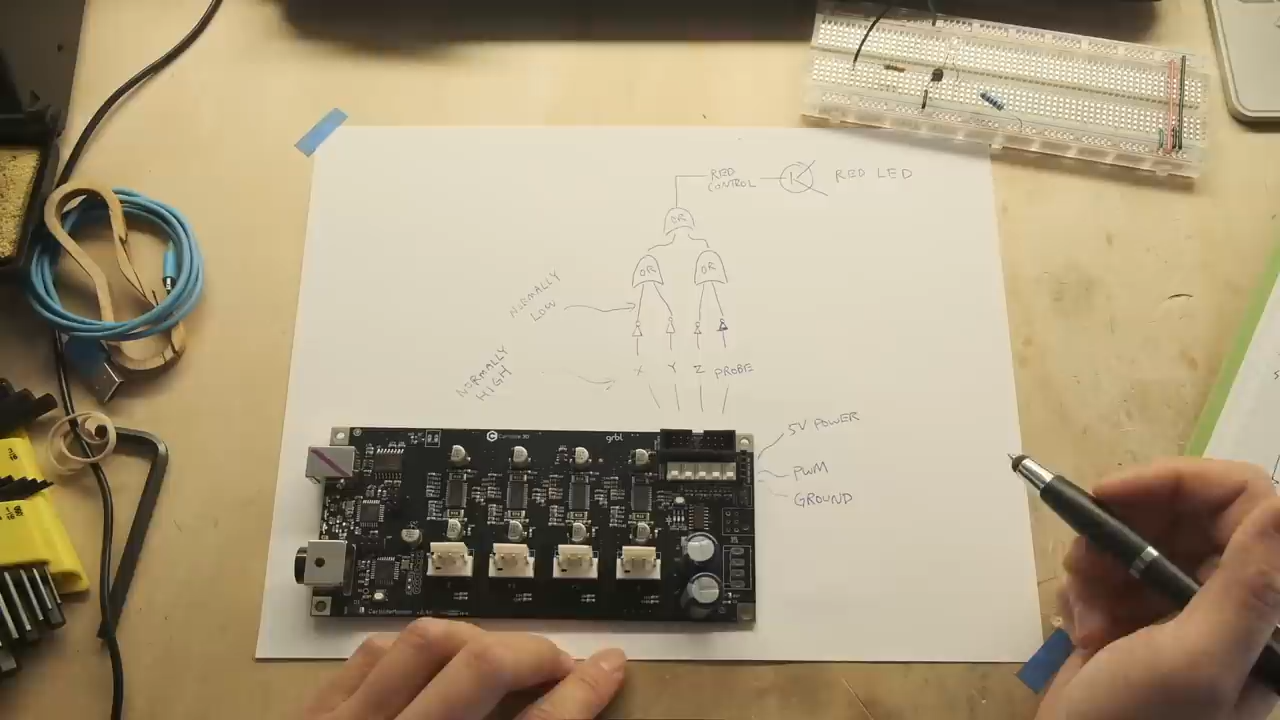 RED
CONTROL
RED LED
OR
OR
OR
NORMALLY
LOW
NORMALLY
HIGH
X Y Z PROBE
5V POWER
PWM
GROUND
Carbide 3D
grbl